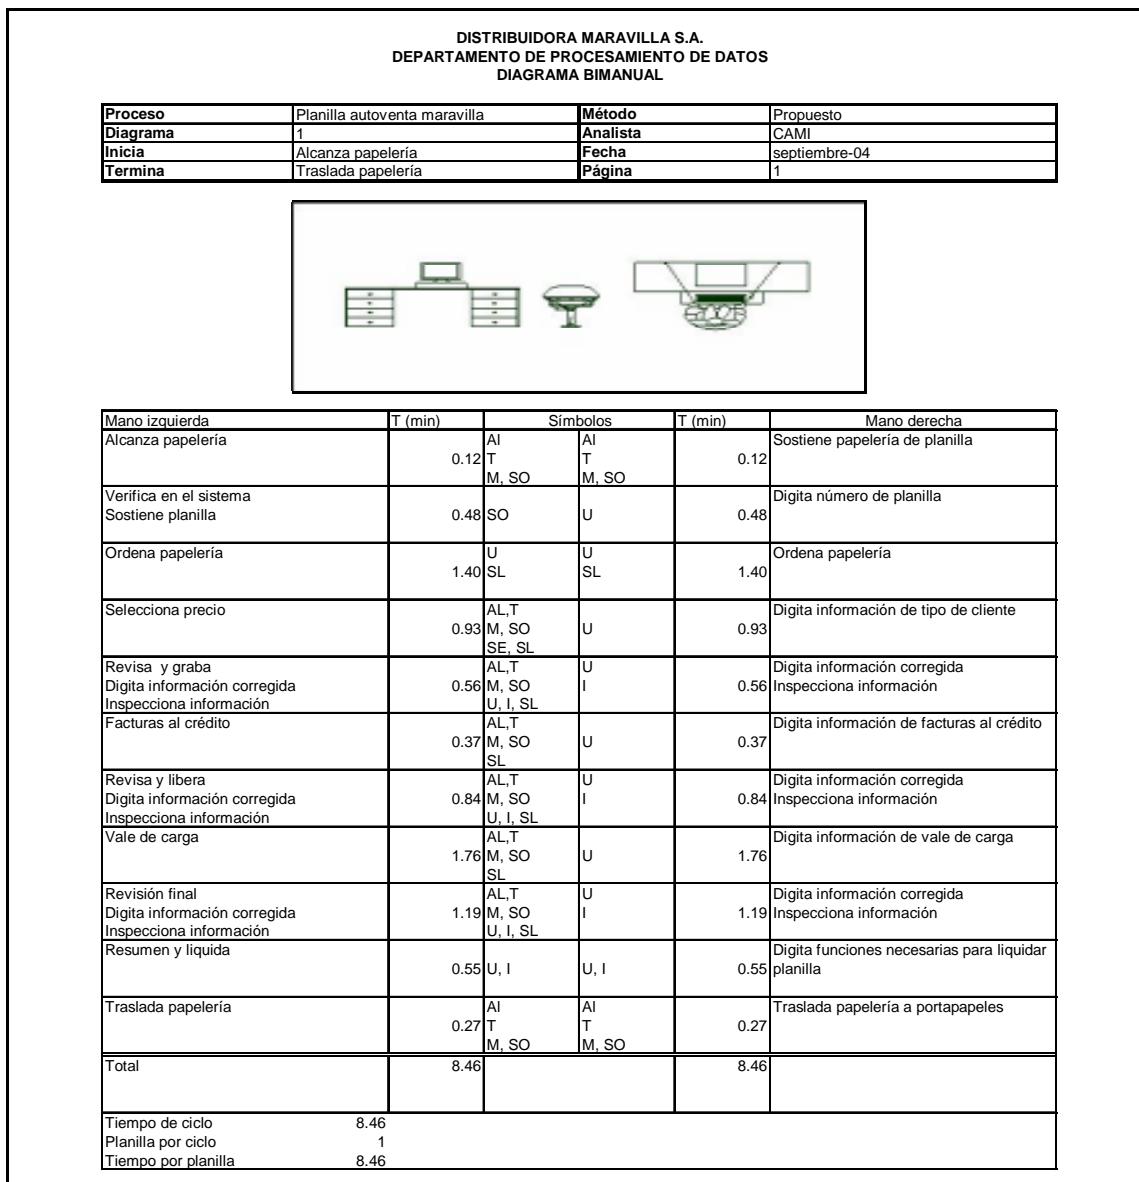 DISTRIBUIDORA MARAVILLA S.A.
DEPARTAMENTO DE PROCESAMIENTO DE DATOS
DIAGRAMA BIMANUAL
Proceso Planilla autoventa maravilla Método Propuesto
Diagrama 1 Analista CAMI
Inicia Alcanza papelería Fecha septiembre-04
Termina Traslada papelería Página 1
Mano izquierda T (min) Símbolos T (min) Mano derecha
Alcanza papelería Al Al Sostiene papelería de planilla
0.12 T T 0.12
M, SO M, SO
Verifica en el sistema Digita número de planilla
Sostiene planilla 0.48 SO U 0.48
Ordena papelería U U Ordena papelería
1.40 SL SL 1.40
Selecciona precio AL,T Digita información de tipo de cliente
0.93 M, SO U 0.93
SE, SL
Revisa y graba AL,T U Digita información corregida
Digita información corregida 0.56 M, SO I 0.56 Inspecciona información
Inspecciona información U, I, SL
Facturas al crédito AL,T Digita información de facturas al crédito
0.37 M, SO U 0.37
SL
Revisa y libera AL,T U Digita información corregida
Digita información corregida 0.84 M, SO I 0.84 Inspecciona información
Inspecciona información U, I, SL
Vale de carga AL,T Digita información de vale de carga
1.76 M, SO U 1.76
SL
Revisión final AL,T U Digita información corregida
Digita información corregida 1.19 M, SO I 1.19 Inspecciona información
Inspecciona información U, I, SL
Resumen y liquida Digita funciones necesarias para liquidar
0.55 U, I U, I 0.55 planilla
Traslada papelería Al Al Traslada papelería a portapapeles
0.27 T T 0.27
M, SO M, SO
Total 8.46 8.46
Tiempo de ciclo 8.46
Planilla por ciclo 1
Tiempo por planilla 8.46